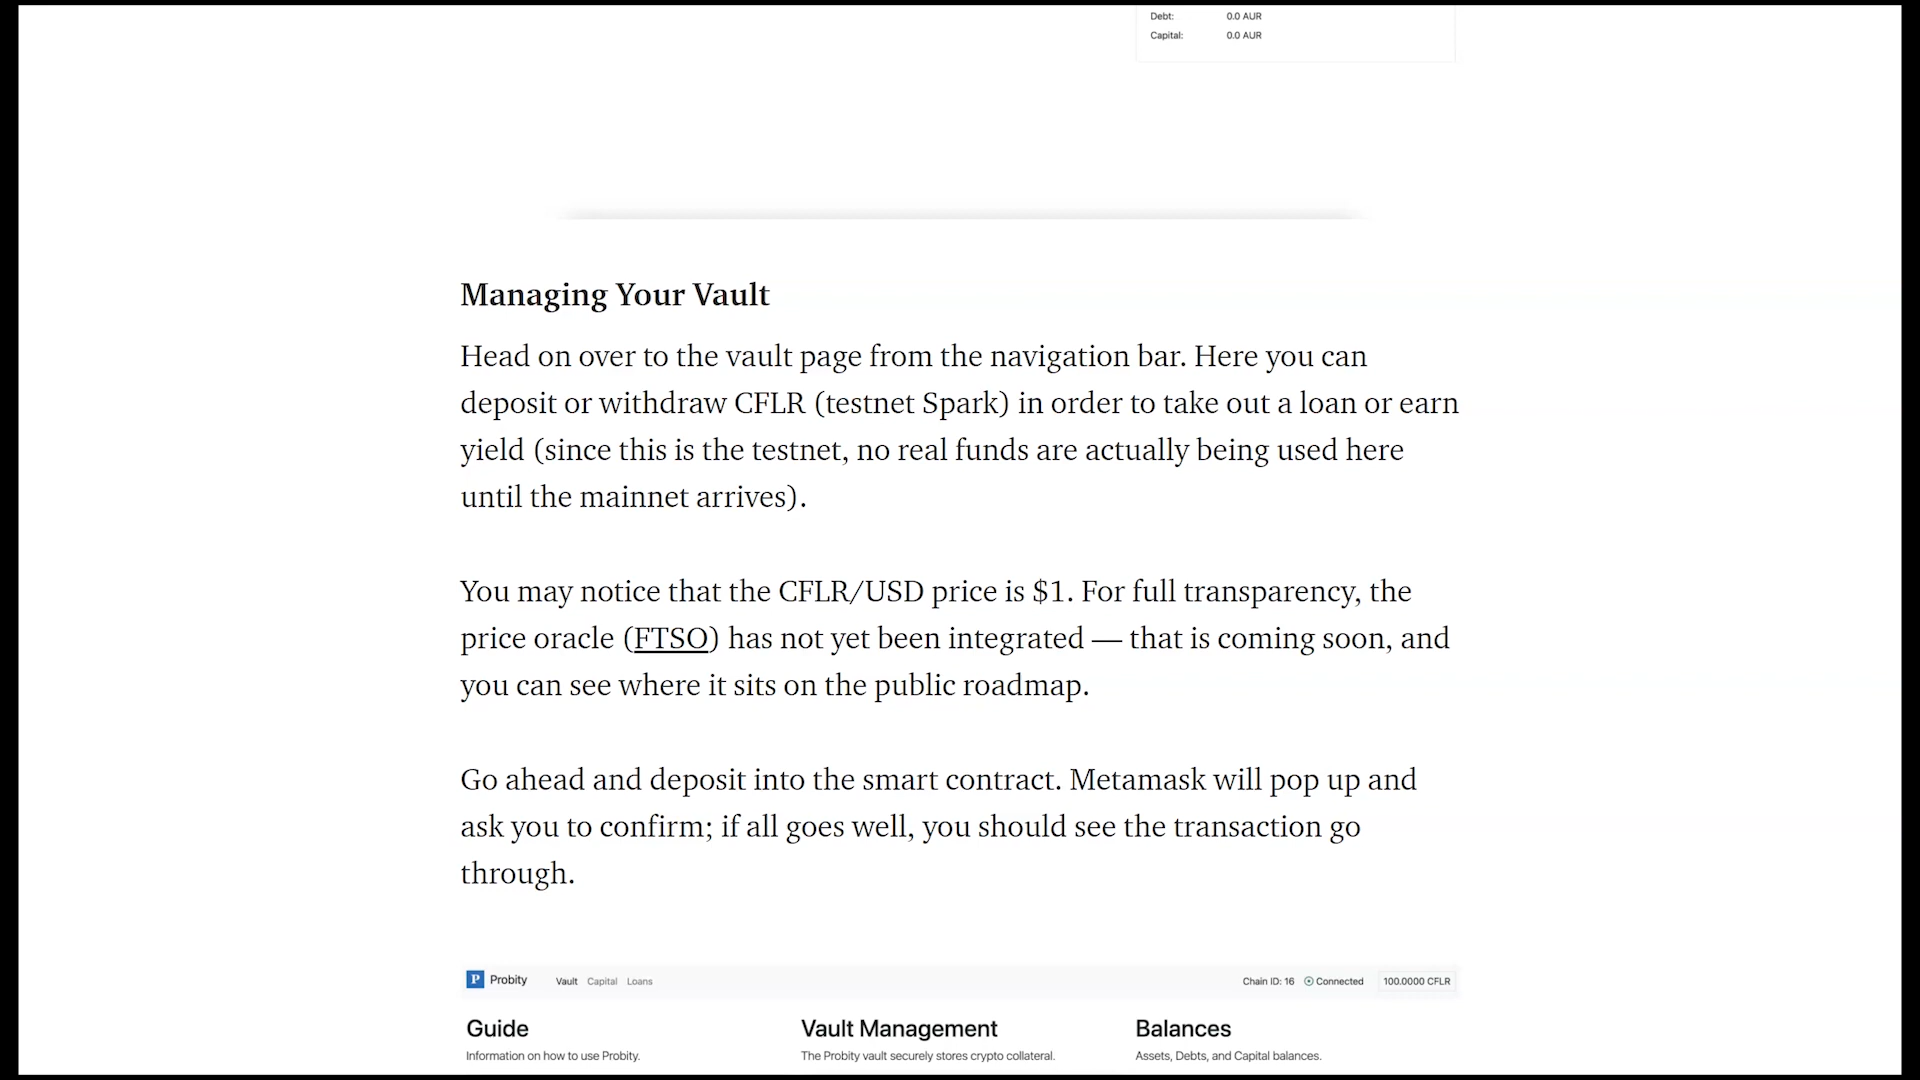 Debt: 0.0 AUR
Capital: 0.0 AUR
Managing Your Vault
Head on over to the vault page from the navigation bar. Here you can
deposit or withdraw CFLR (testnet Spark) in order to take out a loan or earn
yield (since this is the testnet, no real funds are actually being used here
until the mainnet arrives).
You may notice that the CFLR/USD price is $1. For full transparency, the
price oracle (FTSO) has not yet been integrated — that is coming soon, and
you can see where it sits on the public roadmap.
Go ahead and deposit into the smart contract. Metamask will pop up and
ask you to confirm; if all goes well, you should see the transaction go
through.
P Probity Vault Capital Loans Chain ID: 16 Connected 100.0000 CFLR
Guide Vault Management Balances
Information on how to use Probity. The Probity vault securely stores crypto collateral. Assets, Debts, and Capital balances.